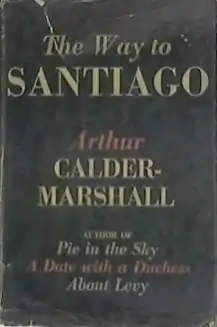 The Way to
SANTIAGO
Arthur
CALDER-
MARSHALL
AUTHOR OF
Pie in the Sky
A Date with a Duchess
About Levy